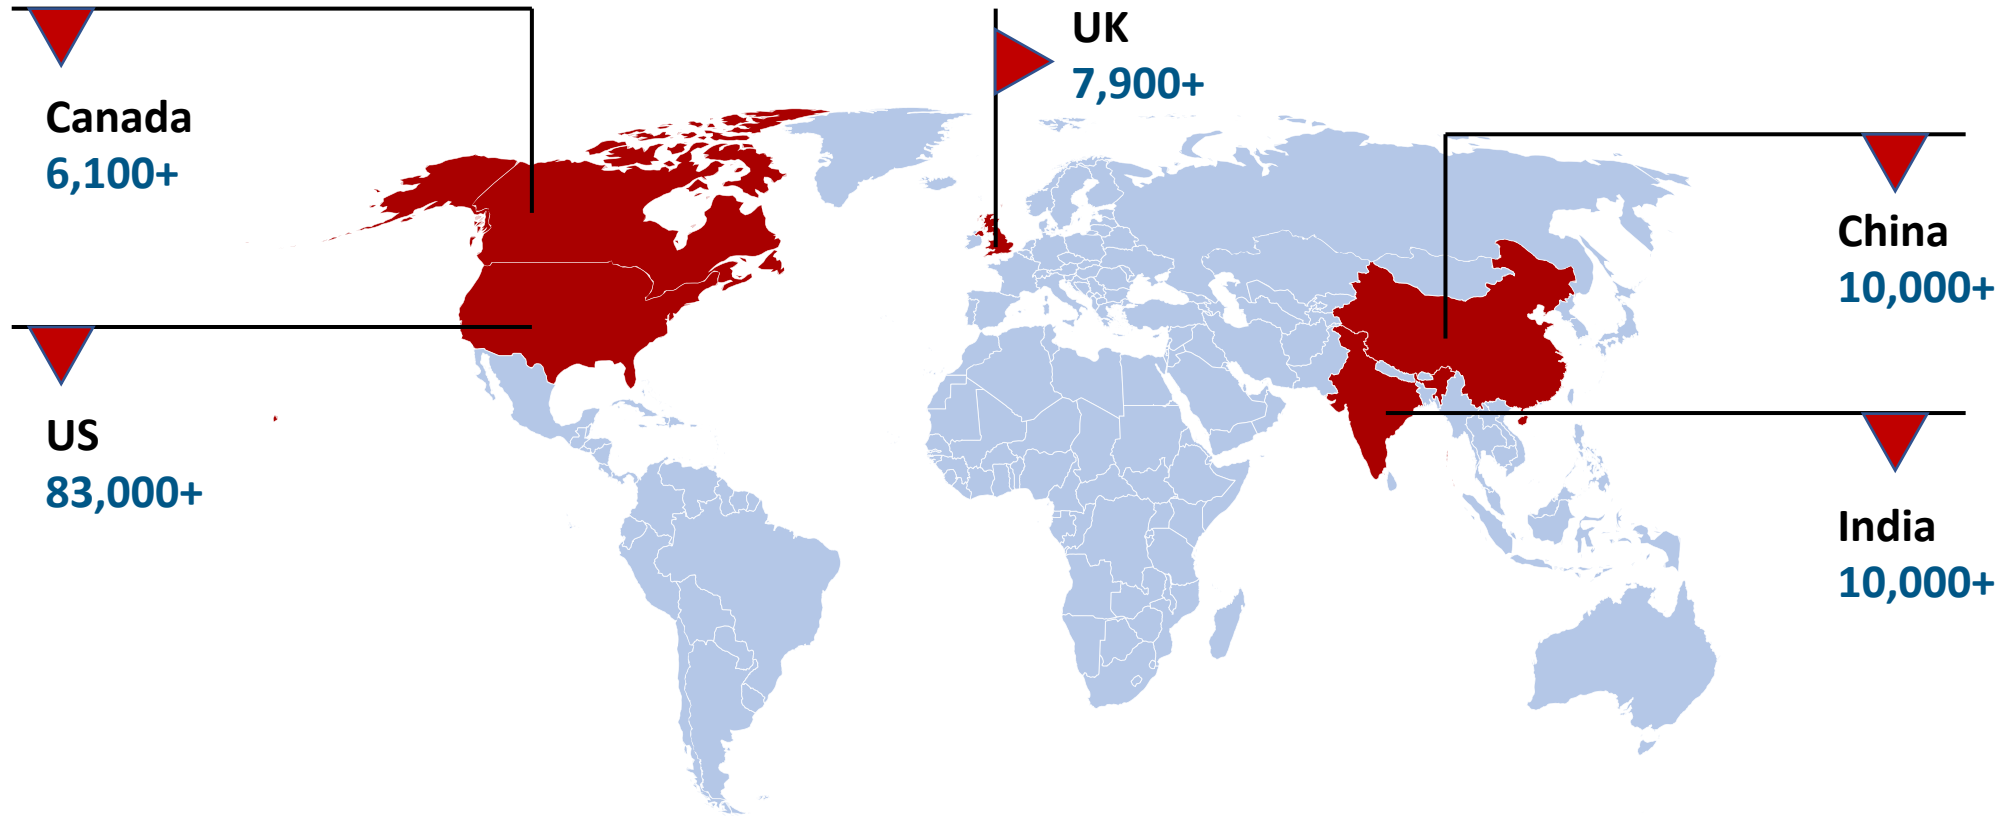 Canada
6,100+
US
83,000+
UK
7,900+
China
10,000+
India
10,000+